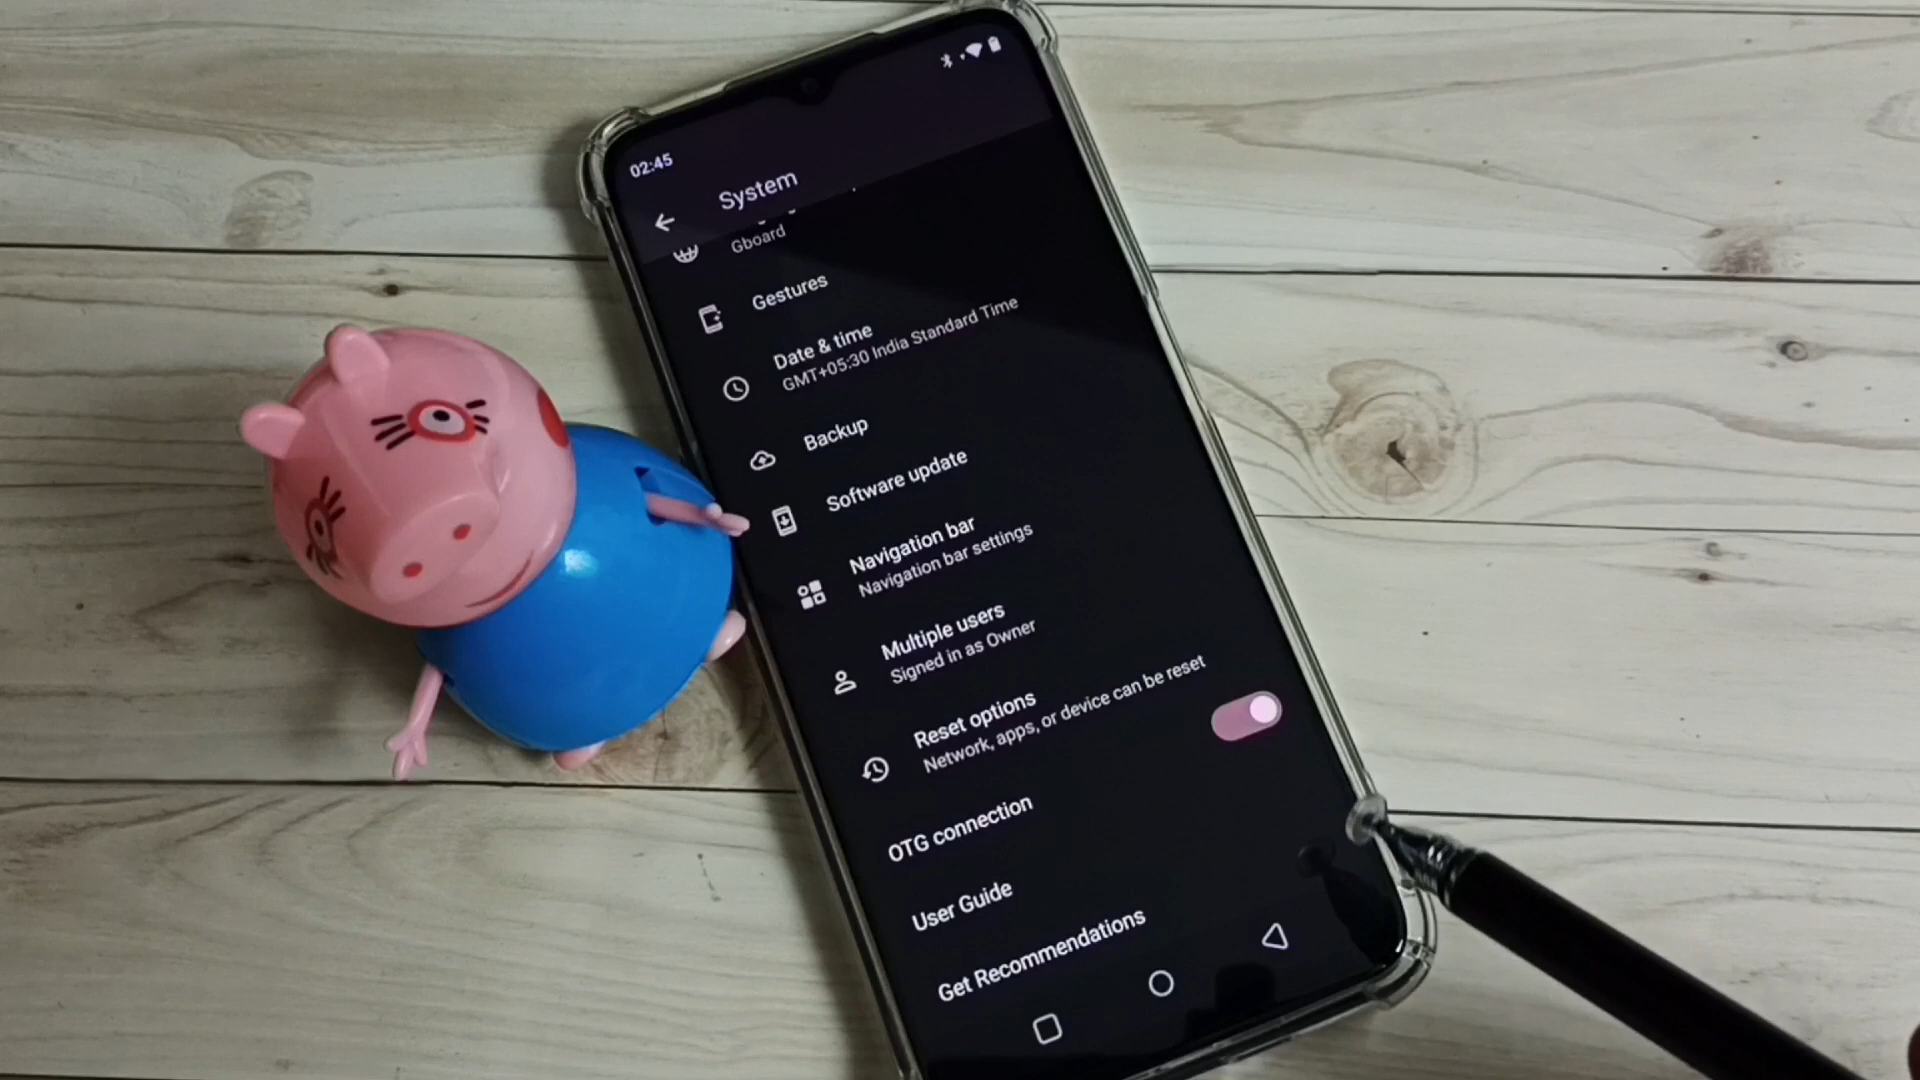 02:45
System
Gboard
Gestures
Date & time
GMT+05:30 India Standard Time
Backup
Software update
Navigation bar
Navigation bar settings
Multiple users
Signed in as Owner
Reset options
Network, apps, or device can be reset
OTG connection
User Guide
Get Recommendations